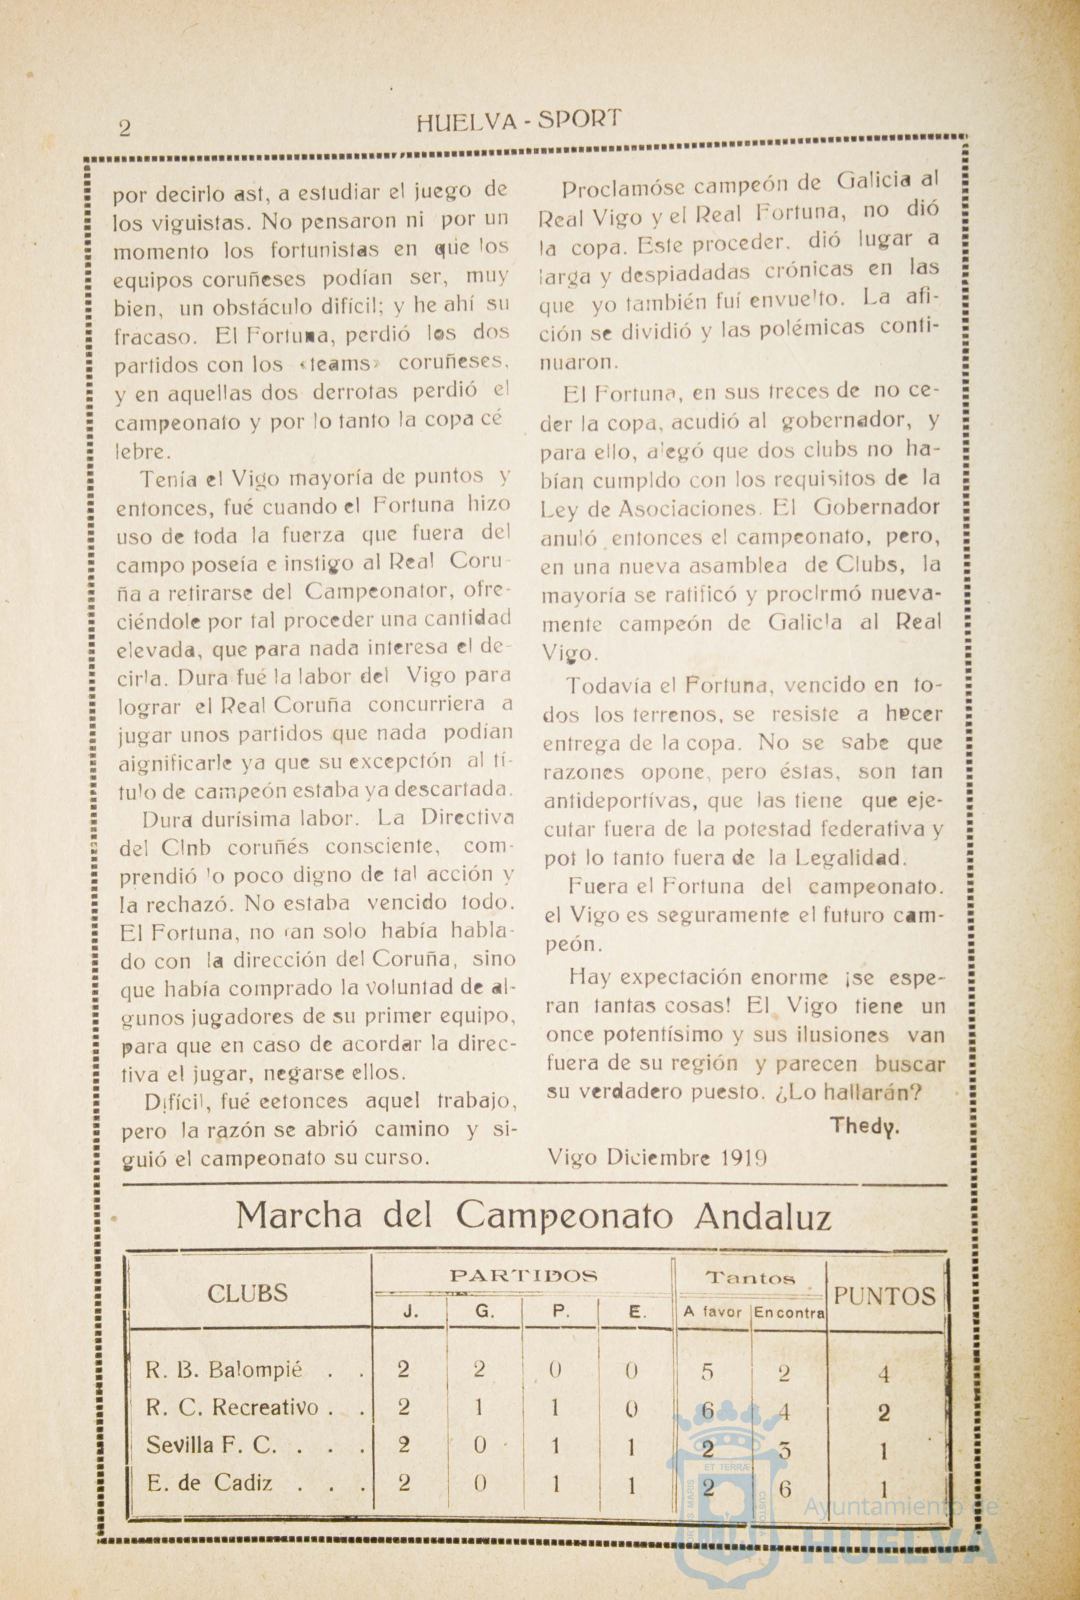 2
HUELVA - SPORT
por decirlo ast, a estudiar el juego de
los viguistas. No pensaron ni por un
momento los fortunistas en que los
equipos coruñeses podían ser, muy
bien, un obstáculo difícil; y he ahí su
fracaso. El Fortuna, perdió los dos
partidos con los «teams» coruñeses,
y en aquellas dos derrotas perdió el
campeonato y por lo tanto la copa cé
lebre.
Tenía el Vigo mayoría de puntos y
entonces, fué cuando el Fortuna hizo
uso de toda la fuerza que fuera del
campo poseía e instigo al Real Coru-
ña a retirarse del Campeonator, ofre-
ciéndole por tal proceder una cantidad
elevada, que para nada interesa el de-
cirla. Dura fué la labor del Vigo para
lograr el Real Coruña concurriera a
jugar unos partidos que nada podían
aignificarle ya que su excepctón al tí-
tulo de campeón estaba ya descartada.
Dura durísima labor. La Directiva
del Clnb coruñés consciente, com-
prendió lo poco digno de tal acción y
la rechazó. No estaba vencido todo.
El Fortuna, no tan solo había habla-
do con la dirección del Coruña, sino
que había comprado la voluntad de al-
gunos jugadores de su primer equipo,
para que en caso de acordar la direc-
tiva el jugar, negarse ellos.
Difícil, fué eetonces aquel trabajo,
pero la razón se abrió camino y si-
guió el campeonato su curso.
Proclamóse campeón de Galicia al
Real Vigo y el Real Fortuna, no dió
la copa. Este proceder. dió lugar a
larga y despiadadas crónicas en las
que yo también fuí envuelto. La afi-
ción se dividió y las polémicas conti-
nuaron.
El Fortuna, en sus treces de no ce-
der la copa, acudió al gobernador, y
para ello, alegó que dos clubs no ha-
bían cumpldo con los requisitos de la
Ley de Asociaciones. El Gobernador
anuló entonces el campeonato, pero,
en una nueva asamblea de Clubs, la
mayoría se ratificó y proclrmó nueva-
mente campeón de Galicla al Real
Vigo.
Todavía el Fortuna, vencido en to-
dos los terrenos, se resiste a hecer
entrega de la copa. No se sabe que
razones opone, pero éstas, son tan
antideportívas, que las tiene que eje-
cutar fuera de la potestad federativa y
pot lo tanto fuera de la Legalidad.
Fuera el Fortuna del campeonato.
el Vigo es seguramente el futuro cam-
peón.
Hay expectación enorme ¡se espe-
ran tantas cosas! El Vigo tiene un
once potentísimo y sus ilusiones van
fuera de su región y parecen buscar
su verdadero puesto. ¿Lo hallarán?
Thedy.
Vigo Diciembre 1919
Marcha del Campeonato Andaluz
CLUBS PARTIDOS Tantos PUNTOS
J. G. P. E. A favor En contra
R. B. Balompié . . 2 2 0 0 5 2 4
R. C. Recreativo . . 2 1 1 0 6 4 2
Sevilla F. C. . . . 2 0 1 1 2 3 1
E. de Cadiz . . . 2 0 1 1 2 6 1
ET TERRÆ
PORTUS MARIS
CUSTODIA
Ayuntamiento de
HUELVA